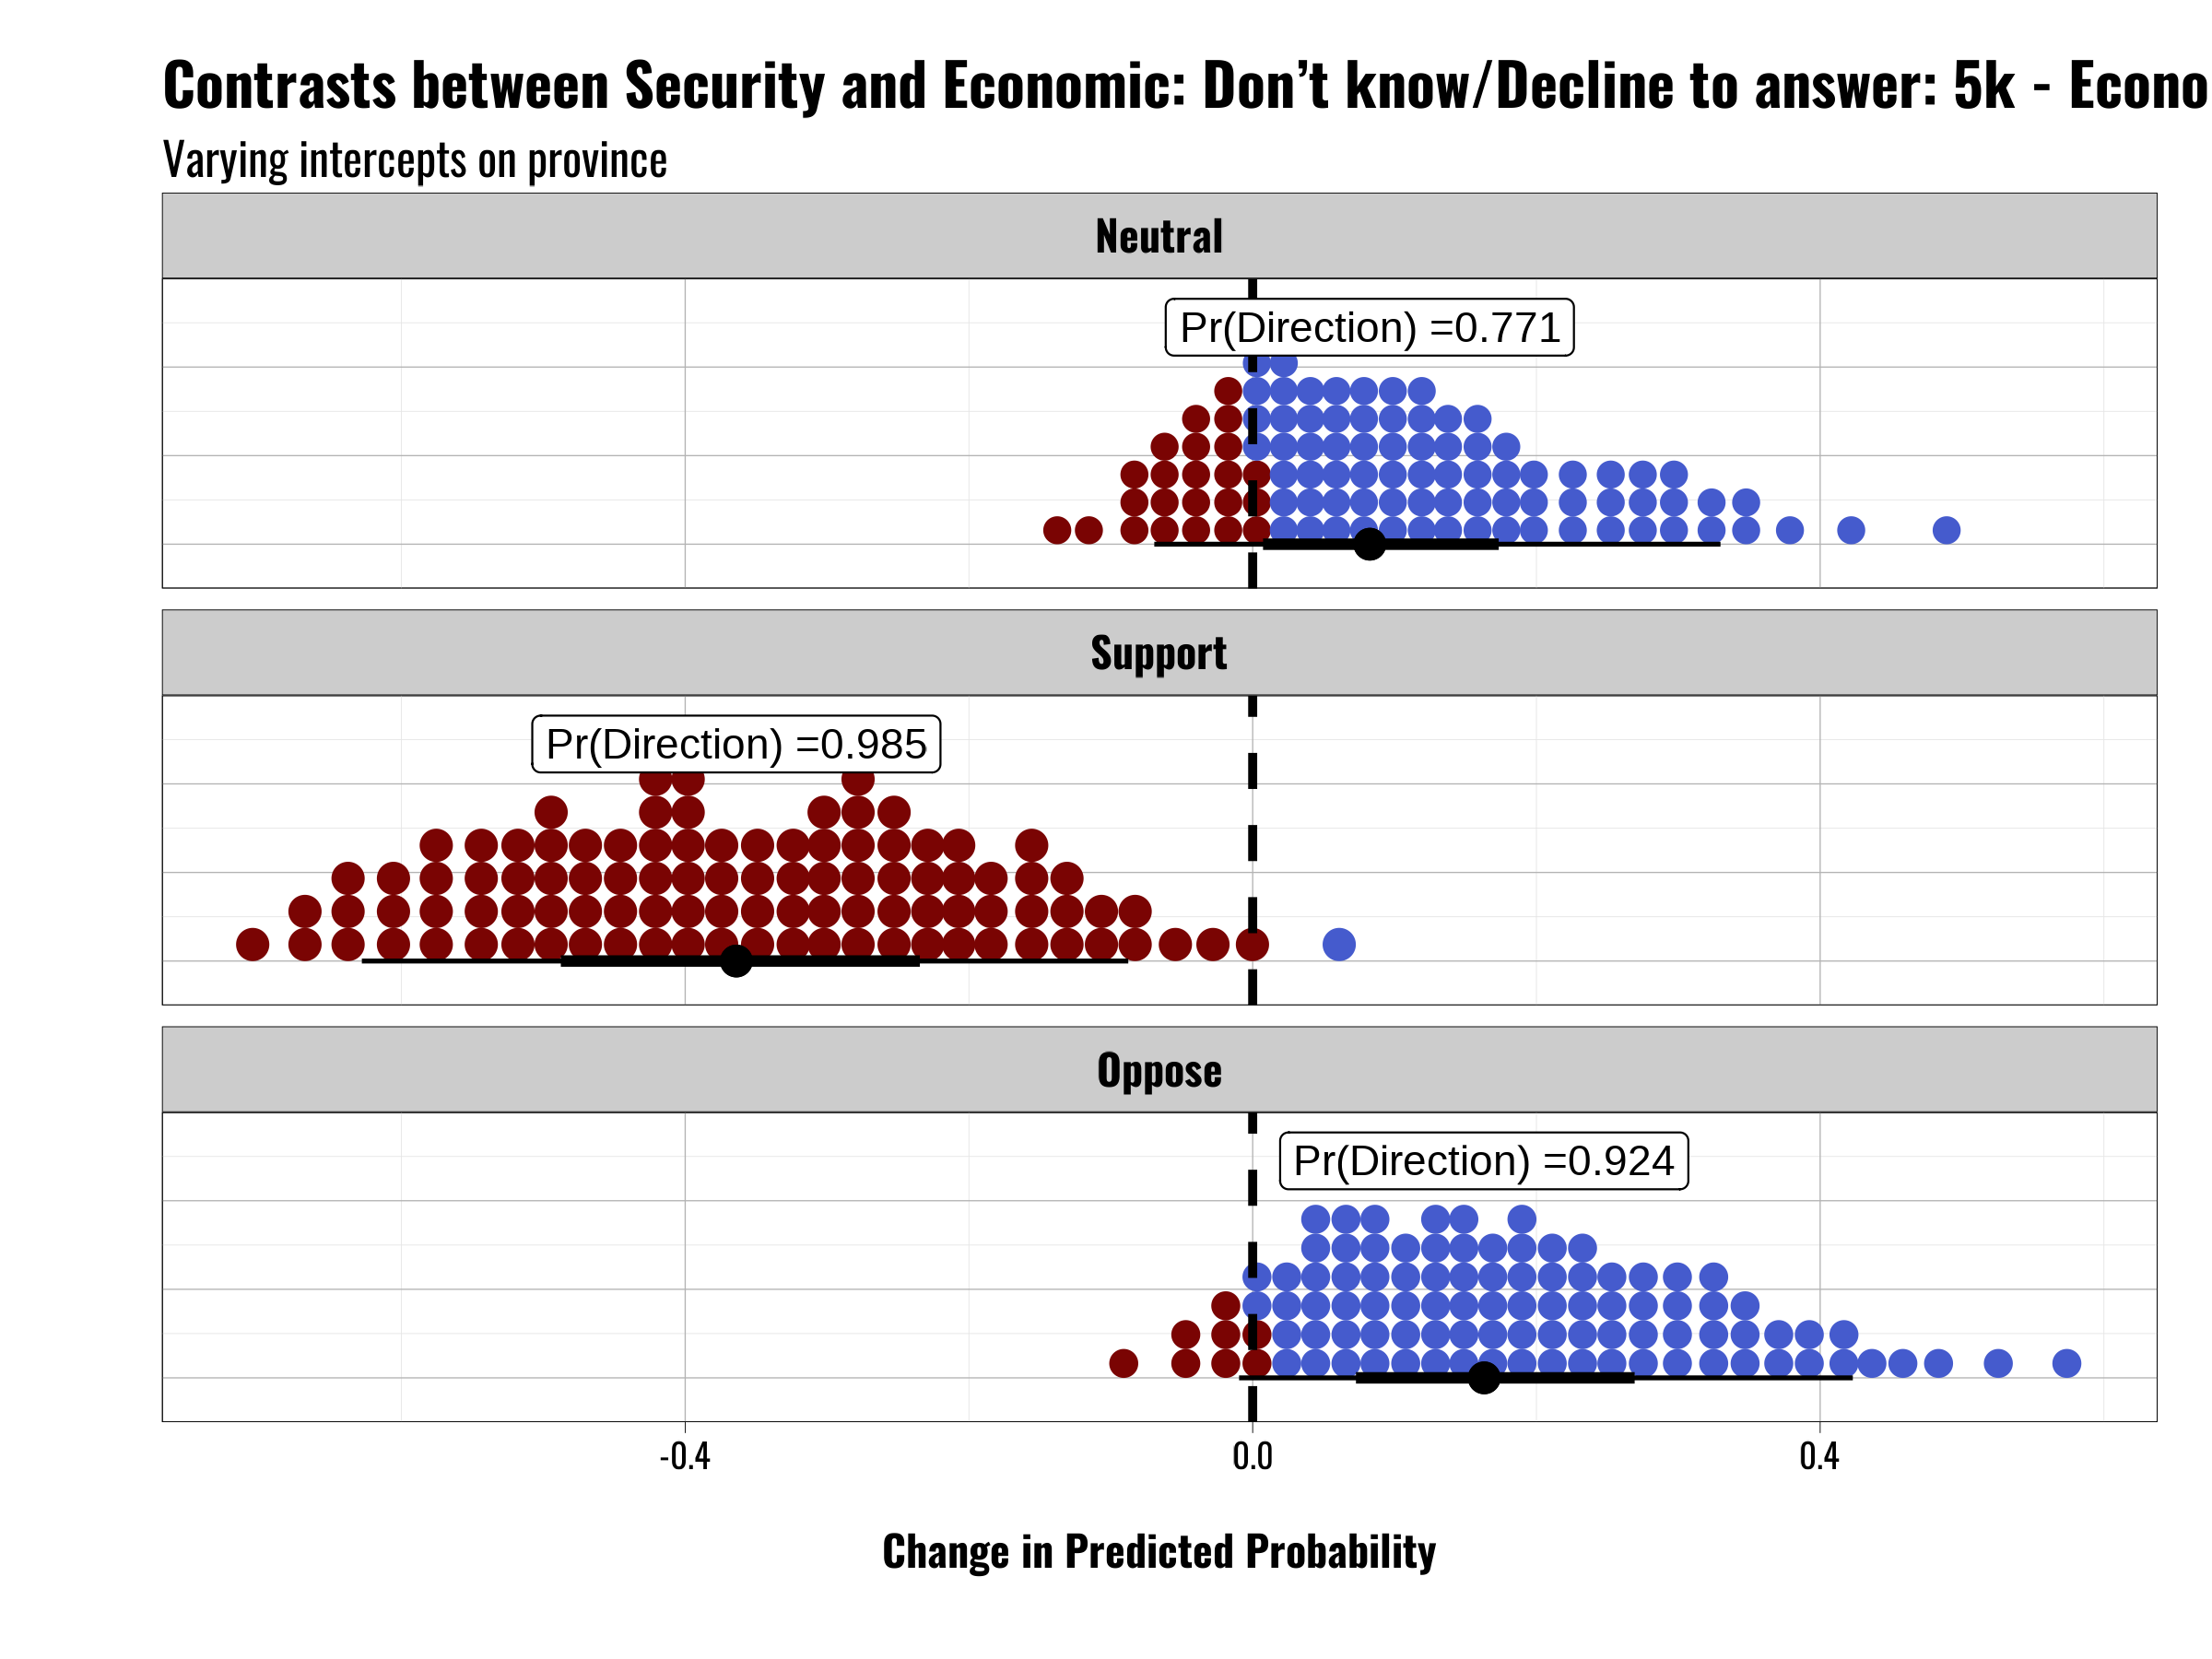 Contrasts between Security and Economic: Don’t know/Decline to answer: 5k - Econo
Varying intercepts on province
Neutral
Pr(Direction) =0.771
Support
Pr(Direction) =0.985
Oppose
Pr(Direction) =0.924
-0.4 0.0 0.4
Change in Predicted Probability